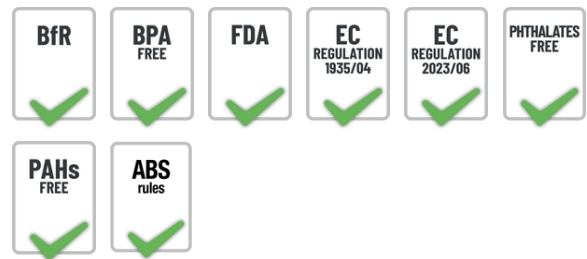 BfR
BPA
FREE
FDA
EC
REGULATION
1935/04
EC
REGULATION
2023/06
PHTHALATES
FREE
PAHs
FREE
ABS
rules